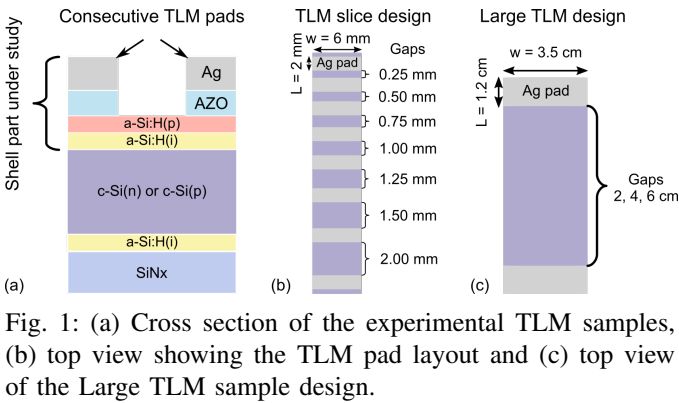 Consecutive TLM pads
Shell part under study
Ag
AZO
a-Si:H(p)
a-Si:H(i)
c-Si(n) or c-Si(p)
a-Si:H(i)
SiNx
(a)
TLM slice design
w = 6 mm
L = 2 mm
Ag pad
Gaps
0.25 mm
0.50 mm
0.75 mm
1.00 mm
1.25 mm
1.50 mm
2.00 mm
(b)
Large TLM design
w = 3.5 cm
L = 1.2 cm
Ag pad
Gaps
2, 4, 6 cm
(c)
Fig. 1: (a) Cross section of the experimental TLM samples,
(b) top view showing the TLM pad layout and (c) top view
of the Large TLM sample design.